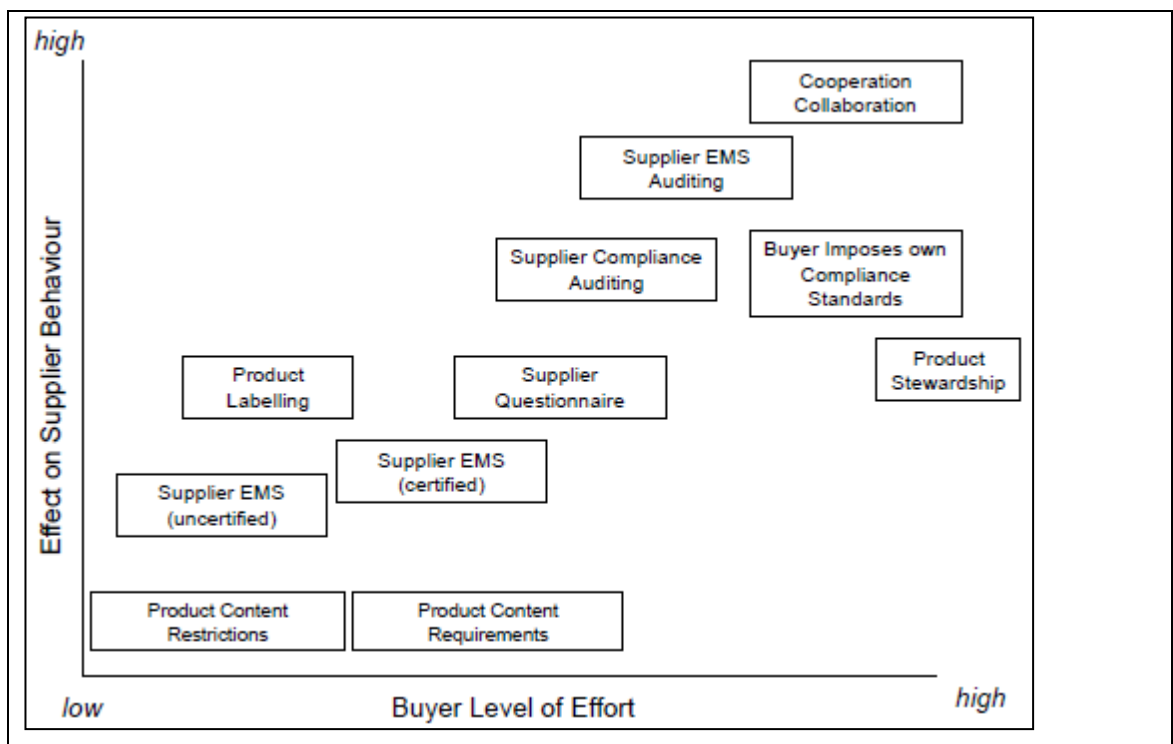 high
Cooperation
Collaboration
Supplier EMS
Auditing
Supplier Compliance
Auditing
Buyer Imposes own
Compliance
Standards
Product
Labelling
Supplier
Questionnaire
Product
Stewardship
Supplier EMS
(certified)
Supplier EMS
(uncertified)
Product Content
Restrictions
Product Content
Requirements
Effect on Supplier Behaviour
low
Buyer Level of Effort
high